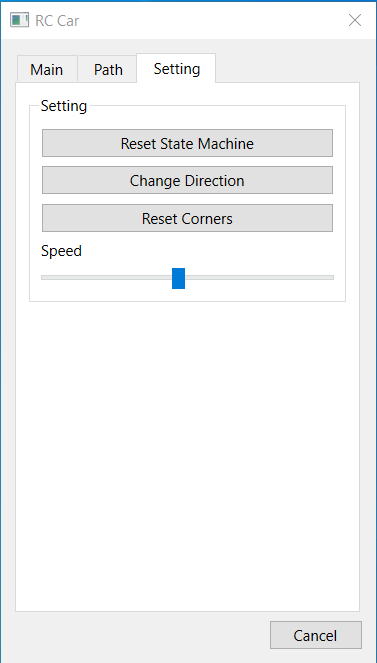 RC Car
Main Path Setting
Setting
Reset State Machine
Change Direction
Reset Corners
Speed
Cancel